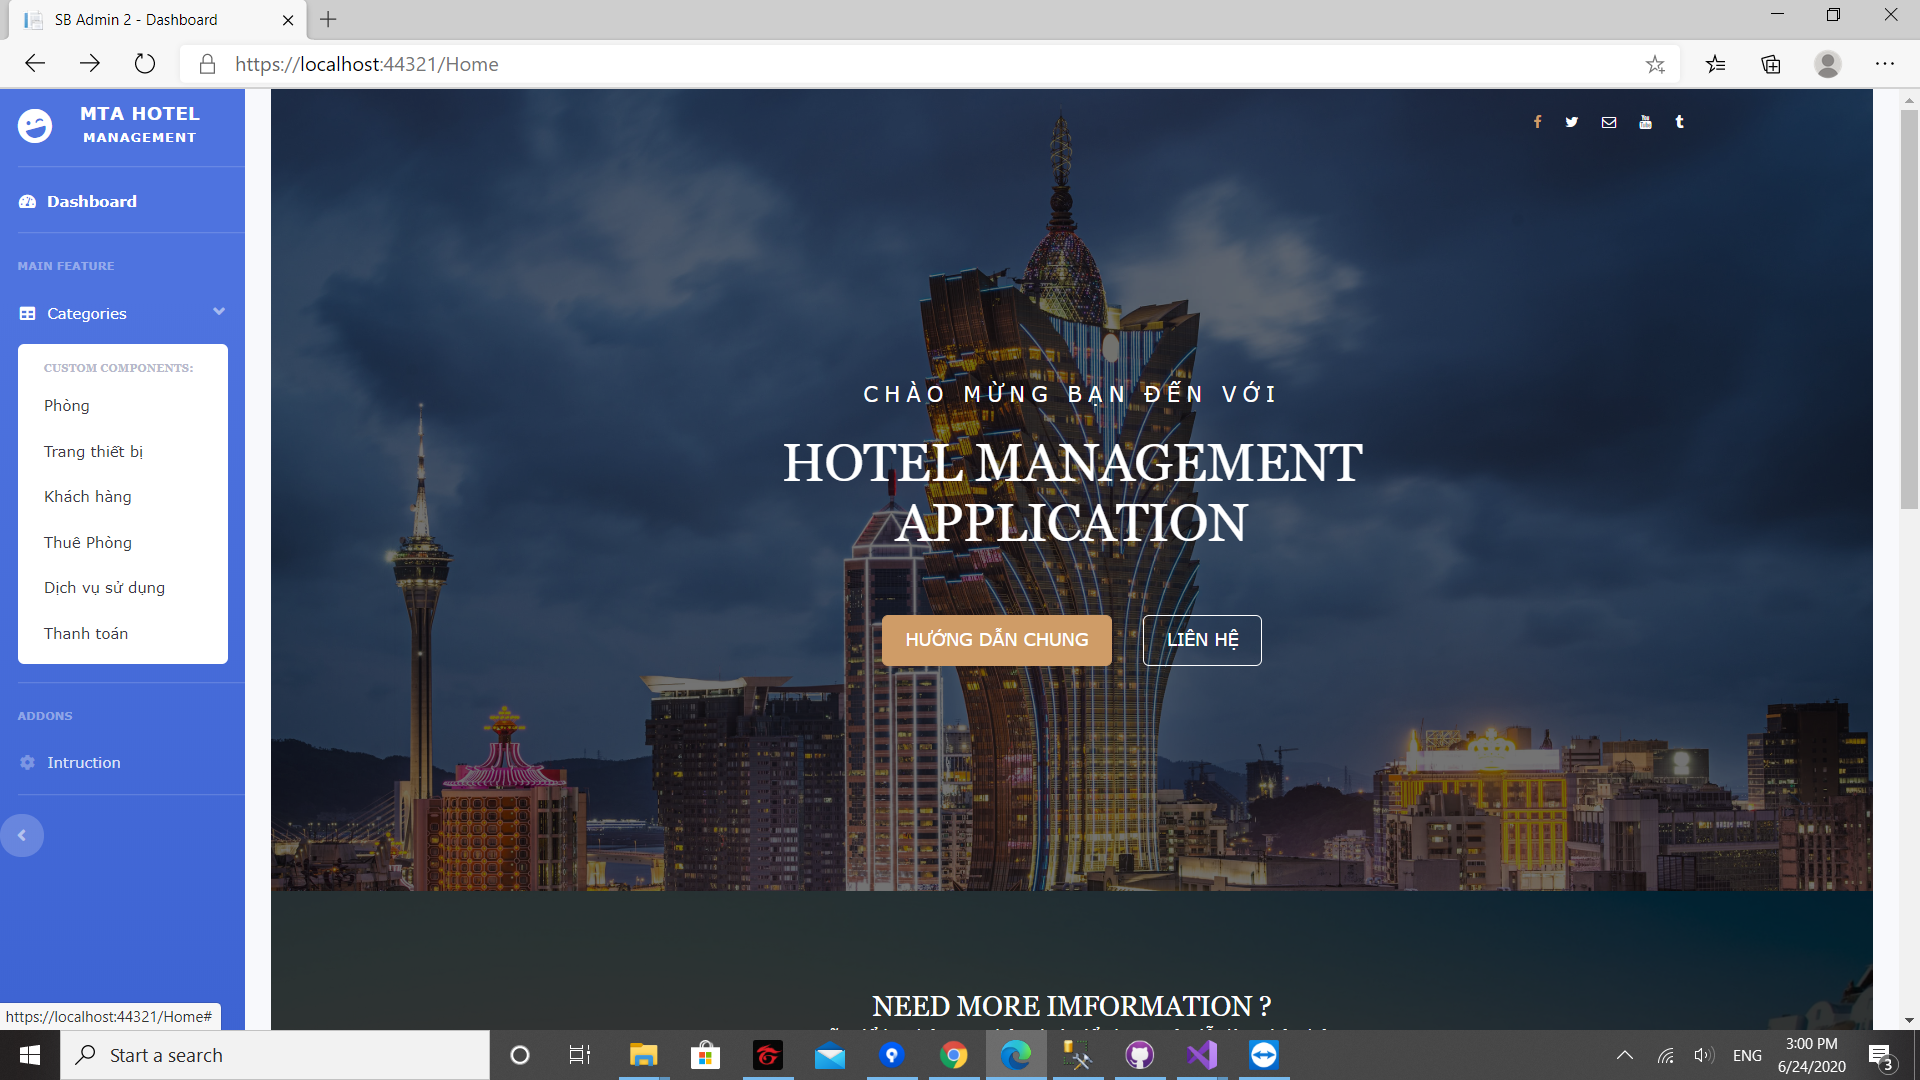 SB Admin 2 - Dashboard
https://localhost:44321/Home
MTA HOTEL
MANAGEMENT
Dashboard
MAIN FEATURE
Categories
CUSTOM COMPONENTS:
Phòng
Trang thiết bị
Khách hàng
Thuê Phòng
Dịch vụ sử dụng
Thanh toán
ADDONS
Intruction
CHÀO MỪNG BẠN ĐẾN VỚI
HOTEL MANAGEMENT
APPLICATION
HƯỚNG DẪN CHUNG
LIÊN HỆ
NEED MORE IMFORMATION ?
https://localhost:44321/Home#
Start a search
ENG
3:00 PM
6/24/2020
3